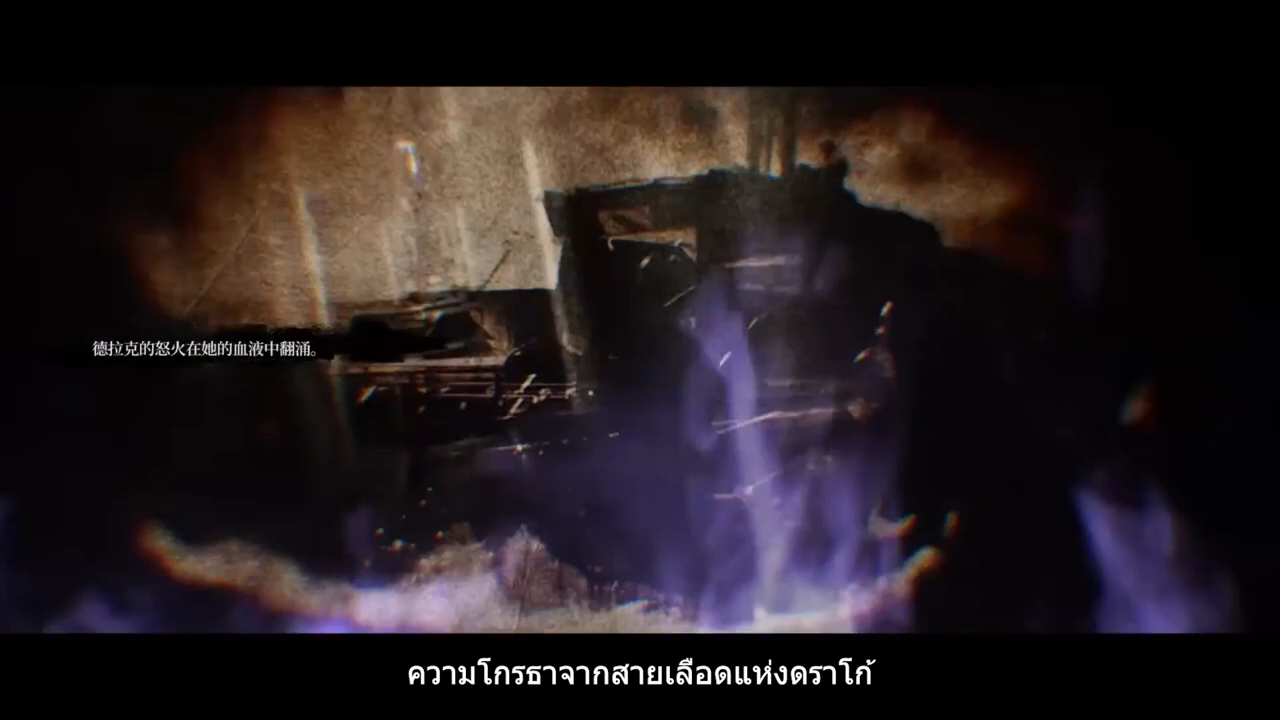 德拉克的怒火在她的血液中翻涌。
ความโกรธาจากสายเลือดแห่งดราโก้